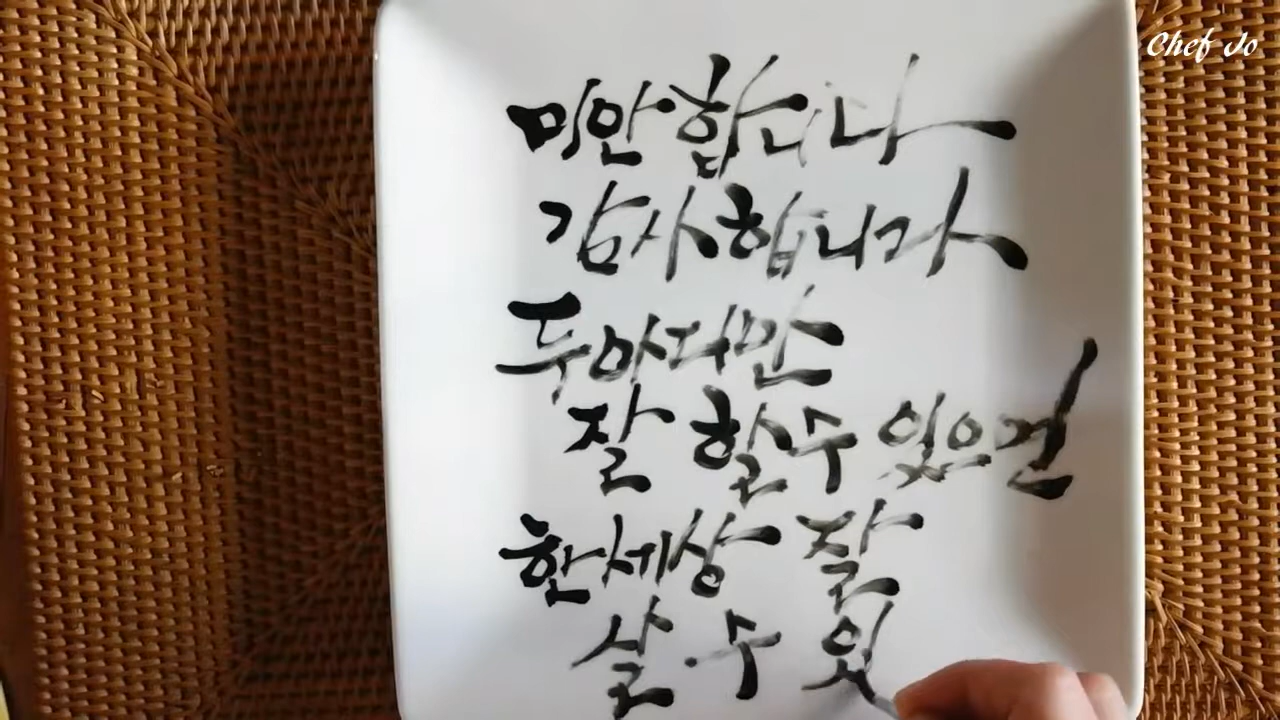 Chef Jo
미안합니다
감사합니다
두마디만
잘 할수 있으면
한세상 잘
살 수 있